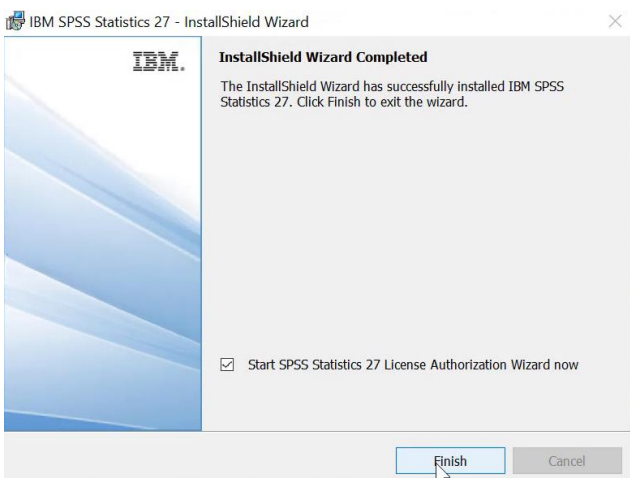 IBM SPSS Statistics 27 - InstallShield Wizard
IBM.
InstallShield Wizard Completed
The InstallShield Wizard has successfully installed IBM SPSS
Statistics 27. Click Finish to exit the wizard.
Start SPSS Statistics 27 License Authorization Wizard now
Finish
Cancel